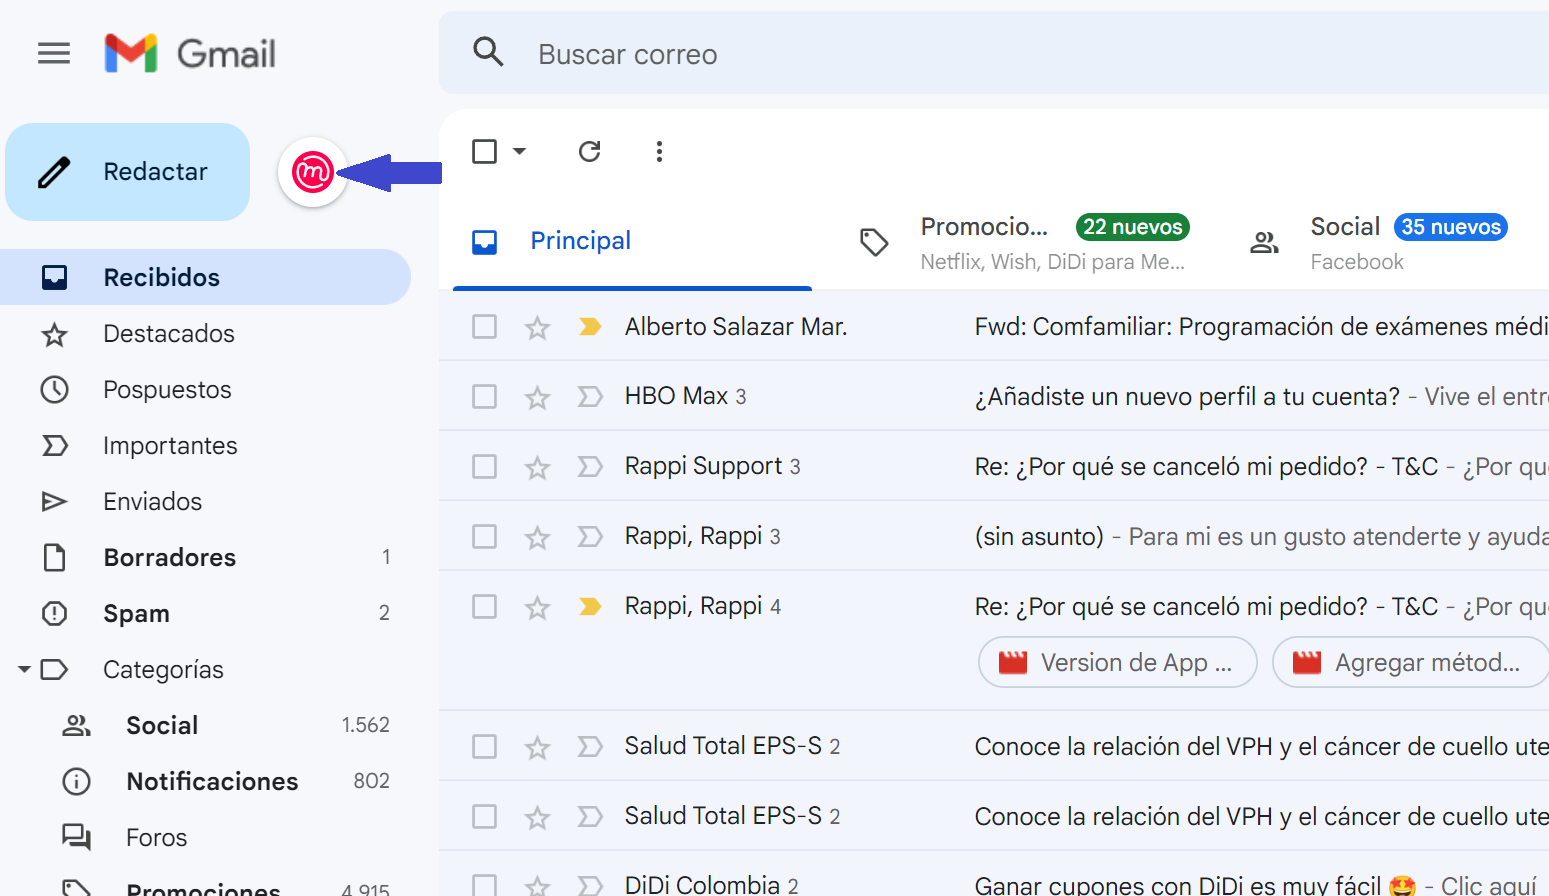 Gmail
Buscar correo
Redactar
Principal
Promocio... 22 nuevos
Netflix, Wish, DiDi para Me...
Social 35 nuevos
Facebook
Recibidos
Destacados
Pospuestos
Importantes
Enviados
Borradores 1
Spam 2
Categorías
Social 1.562
Notificaciones 802
Foros
Promociones 4.915
Alberto Salazar Mar. Fwd: Comfamiliar: Programación de exámenes médi
HBO Max 3 ¿Añadiste un nuevo perfil a tu cuenta? - Vive el entre
Rappi Support 3 Re: ¿Por qué se canceló mi pedido? - T&C - ¿Por qu
Rappi, Rappi 3 (sin asunto) - Para mi es un gusto atenderte y ayuda
Rappi, Rappi 4 Re: ¿Por qué se canceló mi pedido? - T&C - ¿Por qu
Version de App ... Agregar métod...
Salud Total EPS-S 2 Conoce la relación del VPH y el cáncer de cuello ute
Salud Total EPS-S 2 Conoce la relación del VPH y el cáncer de cuello ute
DiDi Colombia 2 Ganar cupones con DiDi es muy fácil 🤩 - Clic aquí